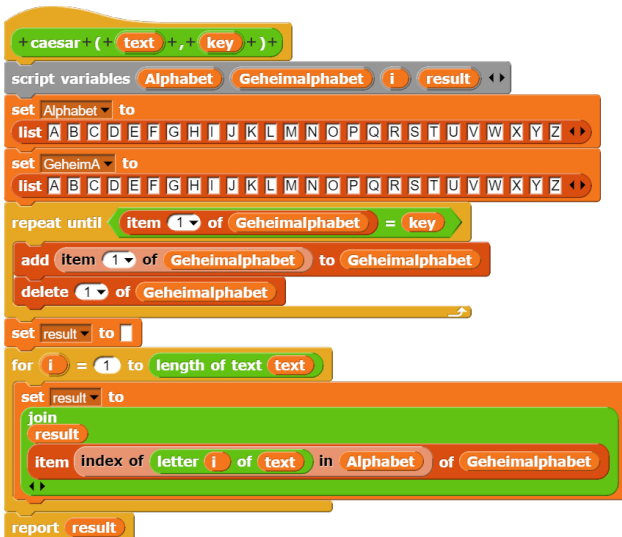 + caesar + ( + text + , + key + ) +
script variables Alphabet Geheimalphabet i result
set Alphabet to
list A B C D E F G H I J K L M N O P Q R S T U V W X Y Z
set GeheimA to
list A B C D E F G H I J K L M N O P Q R S T U V W X Y Z
repeat until item 1 of Geheimalphabet = key
add item 1 of Geheimalphabet to Geheimalphabet
delete 1 of Geheimalphabet
set result to
for i = 1 to length of text text
set result to
join
result
item index of letter i of text in Alphabet of Geheimalphabet
report result